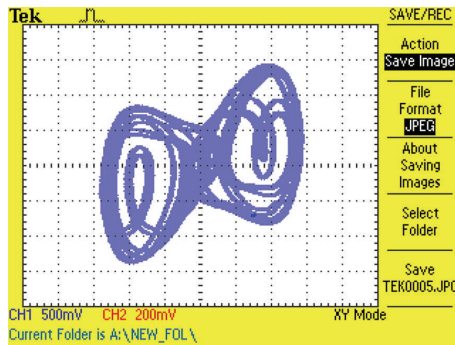 Tek
SAVE/REC
Action
Save Image
File
Format
JPEG
About
Saving
Images
Select
Folder
Save
TEK0005.JPG
CH1 500mV CH2 200mV XY Mode
Current Folder is A:\NEW_FOL\